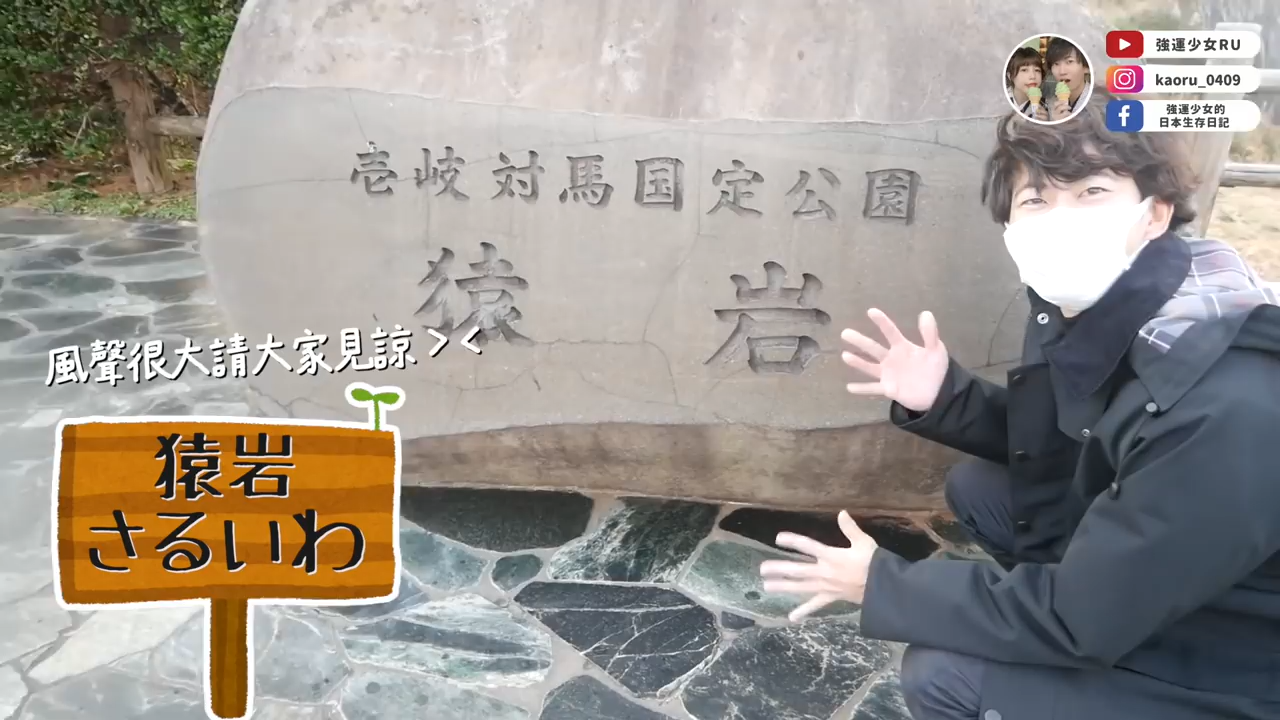 強運少女RU
kaoru_0409
強運少女的
日本生存日記
壱岐対馬国定公園
猿岩
風聲很大請大家見諒><
猿岩
さるいわ